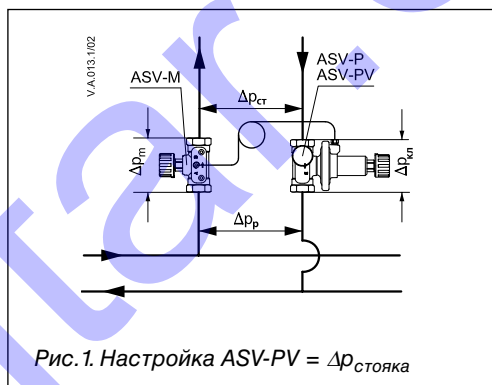 V.A.013.1/02
ASV-P
ASV-PV
ASV-M
Δpст
Δpm
Δpкл
Δpр
Рис.1. Настройка ASV-PV = Δpстояка